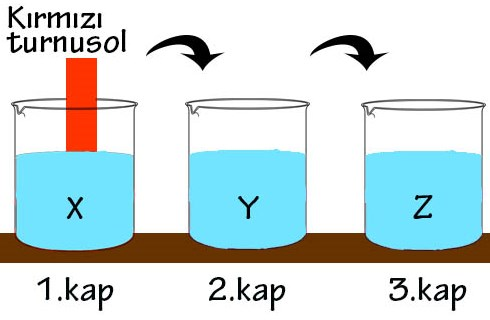 Kırmızı
turnusol
X
Y
Z
1.kap
2.kap
3.kap